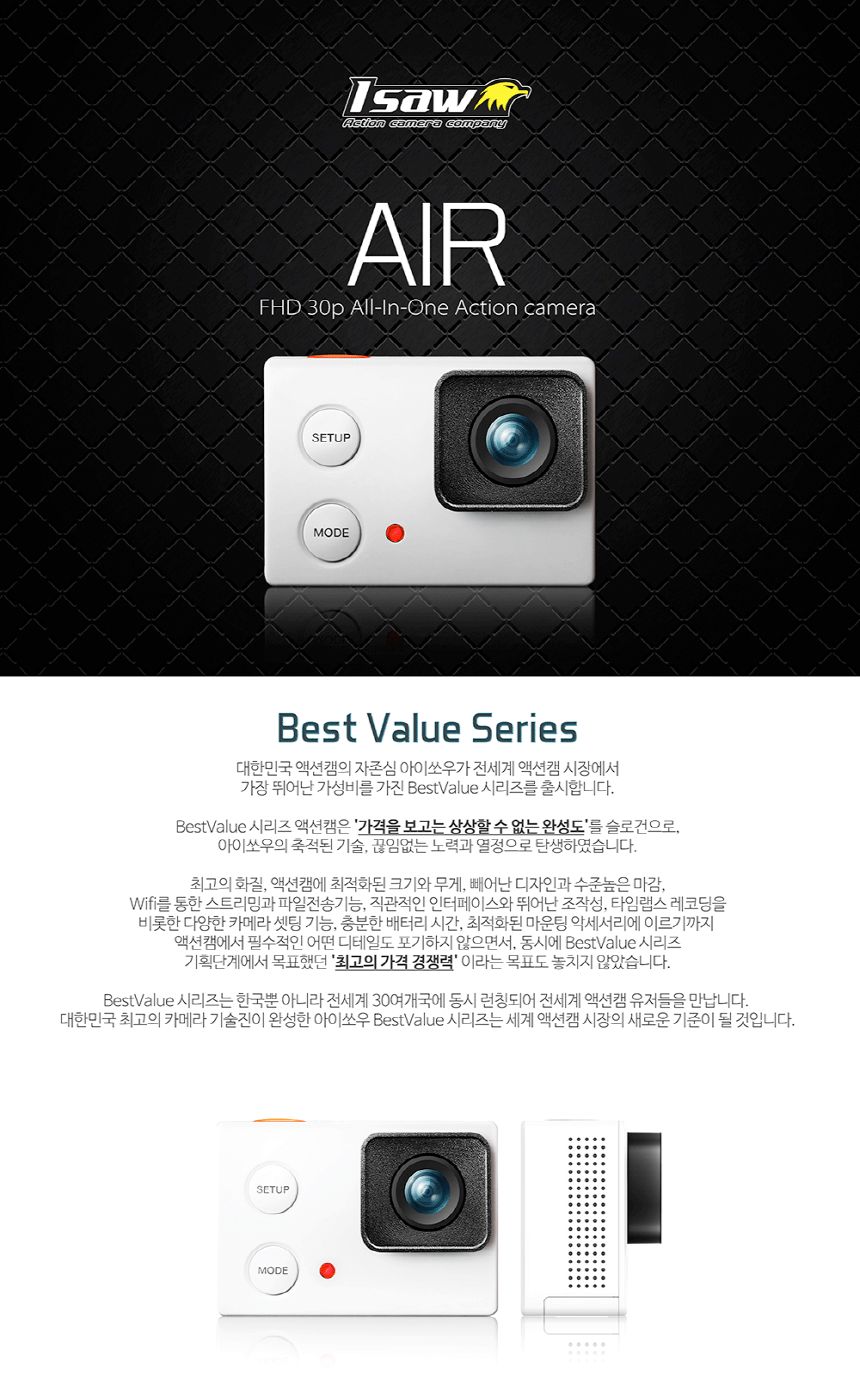 Isaw
Action camera company
AIR
FHD 30p All-In-One Action camera
SETUP
MODE
Best Value Series
대한민국 액션캠의 자존심 아이쏘우가 전세계 액션캠 시장에서
가장 뛰어난 가성비를 가진 BestValue 시리즈를 출시합니다.
BestValue 시리즈 액션캠은 '가격을 보고는 상상할 수 없는 완성도'를 슬로건으로,
아이쏘우의 축적된 기술, 끊임없는 노력과 열정으로 탄생하였습니다.
최고의 화질, 액션캠에 최적화된 크기와 무게, 빼어난 디자인과 수준높은 마감,
Wifi를 통한 스트리밍과 파일전송기능, 직관적인 인터페이스와 뛰어난 조작성, 타임랩스 레코딩을
비롯한 다양한 카메라 셋팅 기능, 충분한 배터리 시간, 최적화된 마운팅 악세서리에 이르기까지
액션캠에서 필수적인 어떤 디테일도 포기하지 않으면서, 동시에 BestValue 시리즈
기획단계에서 목표했던 '최고의 가격 경쟁력' 이라는 목표도 놓치지 않았습니다.
BestValue 시리즈는 한국뿐 아니라 전세계 30여개국에 동시 런칭되어 전세계 액션캠 유저들을 만납니다.
대한민국 최고의 카메라 기술진이 완성한 아이쏘우 BestValue 시리즈는 세계 액션캠 시장의 새로운 기준이 될 것입니다.
SETUP
MODE